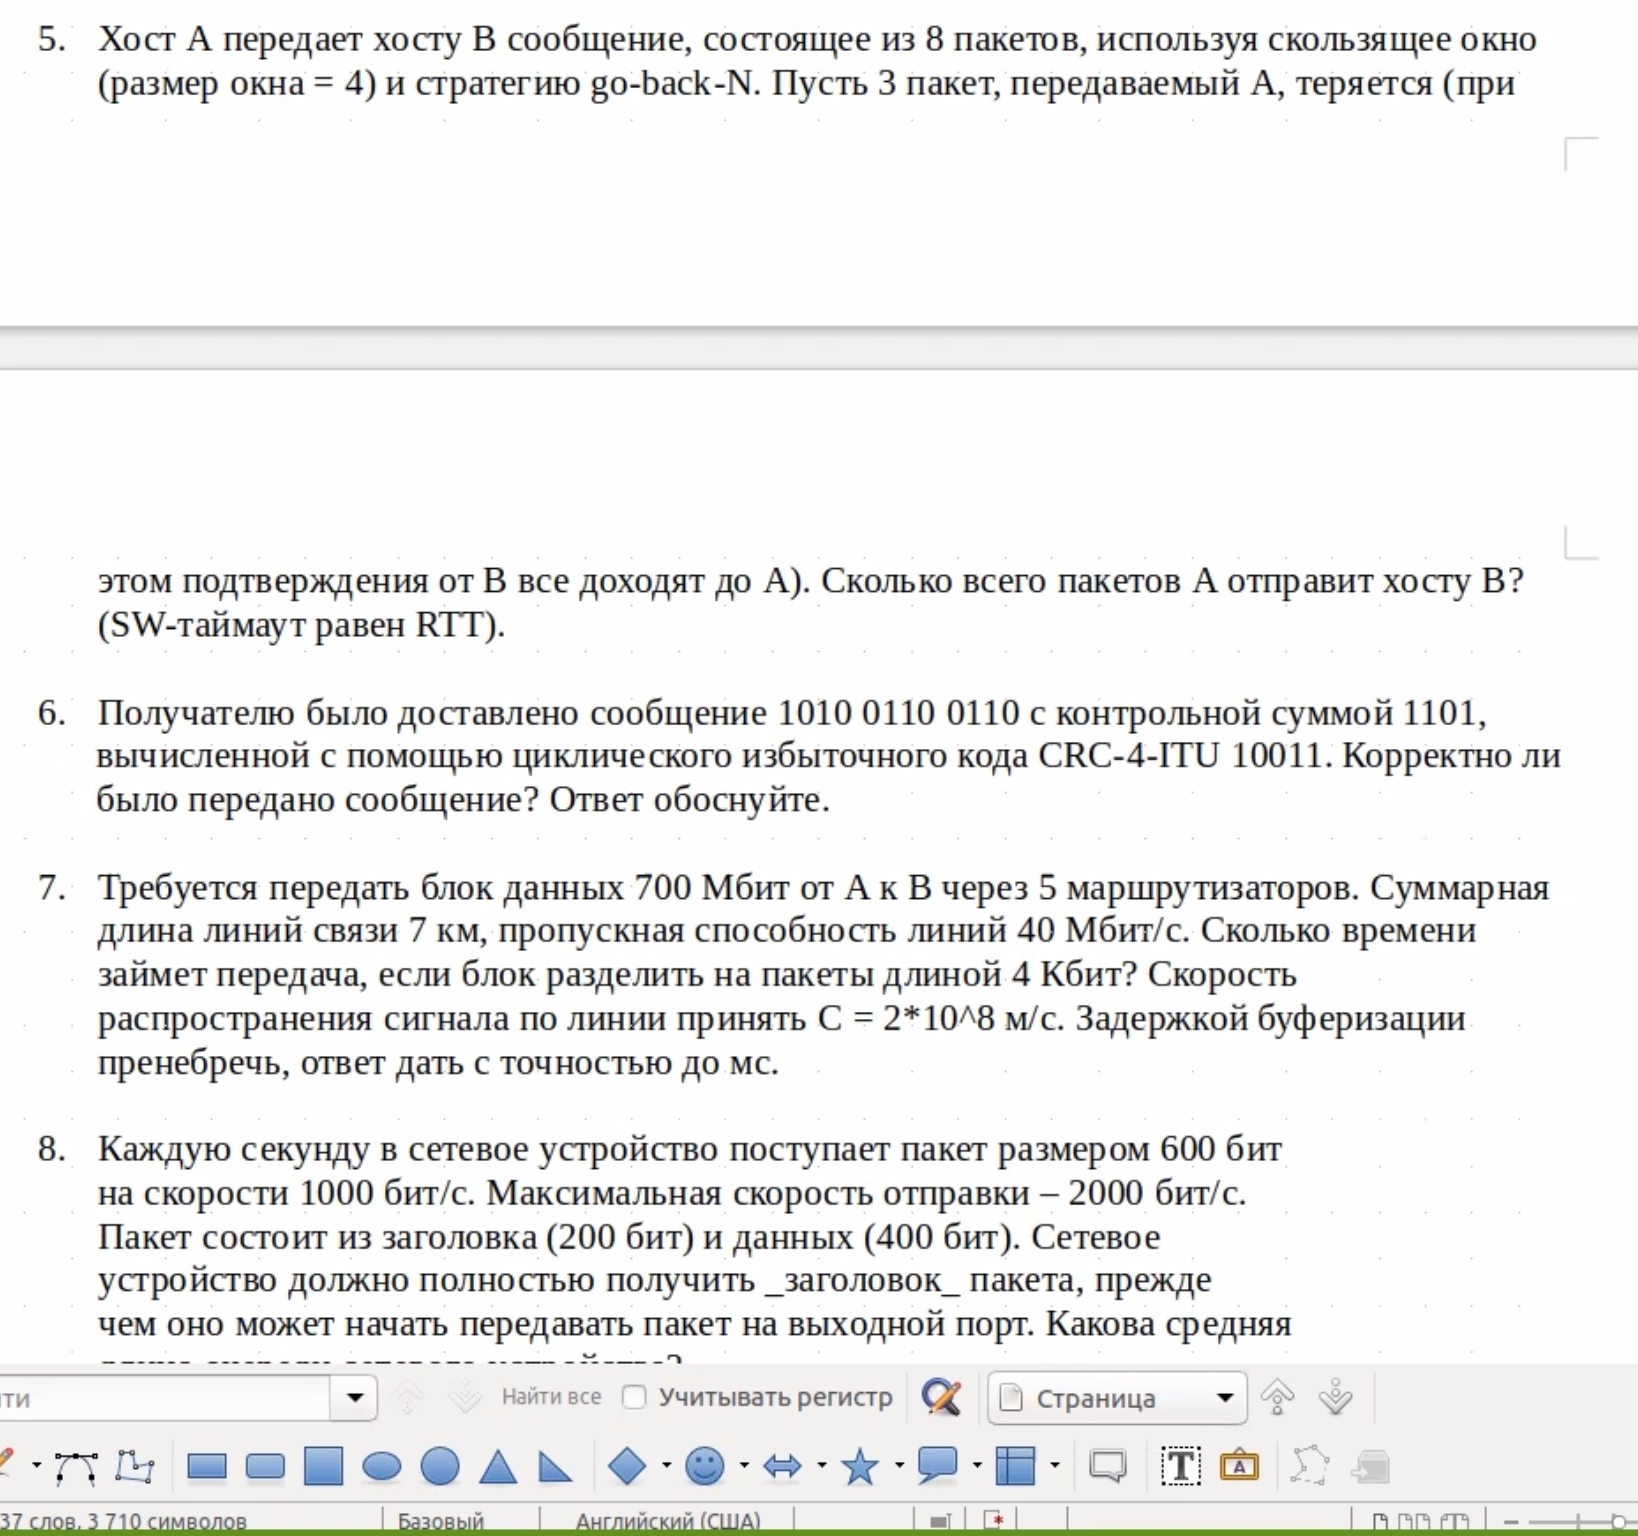 5. Хост А передает хосту В сообщение, состоящее из 8 пакетов, используя скользящее окно
(размер окна = 4) и стратегию go-back-N. Пусть 3 пакет, передаваемый А, теряется (при
этом подтверждения от В все доходят до А). Сколько всего пакетов А отправит хосту В?
(SW-таймаут равен RTT).
6. Получателю было доставлено сообщение 1010 0110 0110 с контрольной суммой 1101,
вычисленной с помощью циклического избыточного кода CRC-4-ITU 10011. Корректно ли
было передано сообщение? Ответ обоснуйте.
7. Требуется передать блок данных 700 Мбит от А к В через 5 маршрутизаторов. Суммарная
длина линий связи 7 км, пропускная способность линий 40 Мбит/с. Сколько времени
займет передача, если блок разделить на пакеты длиной 4 Кбит? Скорость
распространения сигнала по линии принять С = 2*10^8 м/с. Задержкой буферизации
пренебречь, ответ дать с точностью до мс.
8. Каждую секунду в сетевое устройство поступает пакет размером 600 бит
на скорости 1000 бит/с. Максимальная скорость отправки – 2000 бит/с.
Пакет состоит из заголовка (200 бит) и данных (400 бит). Сетевое
устройство должно полностью получить _заголовок_ пакета, прежде
чем оно может начать передавать пакет на выходной порт. Какова средняя
ти Найти все Учитывать регистр Страница
T A
37 слов, 3 710 символов Базовый Английский (США)